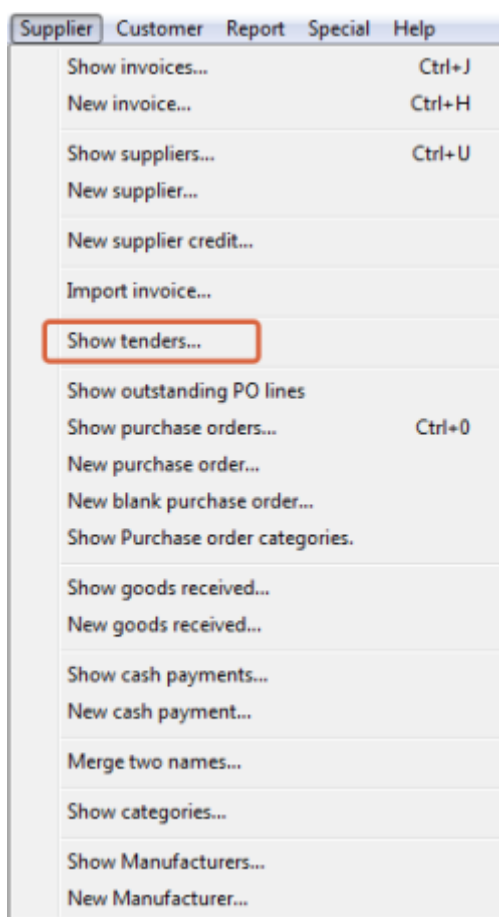 Supplier Customer Report Special Help
Show invoices... Ctrl+J
New invoice... Ctrl+H
Show suppliers... Ctrl+U
New supplier...
New supplier credit...
Import invoice...
Show tenders...
Show outstanding PO lines
Show purchase orders... Ctrl+0
New purchase order...
New blank purchase order...
Show Purchase order categories.
Show goods received...
New goods received...
Show cash payments...
New cash payment...
Merge two names...
Show categories...
Show Manufacturers...
New Manufacturer...